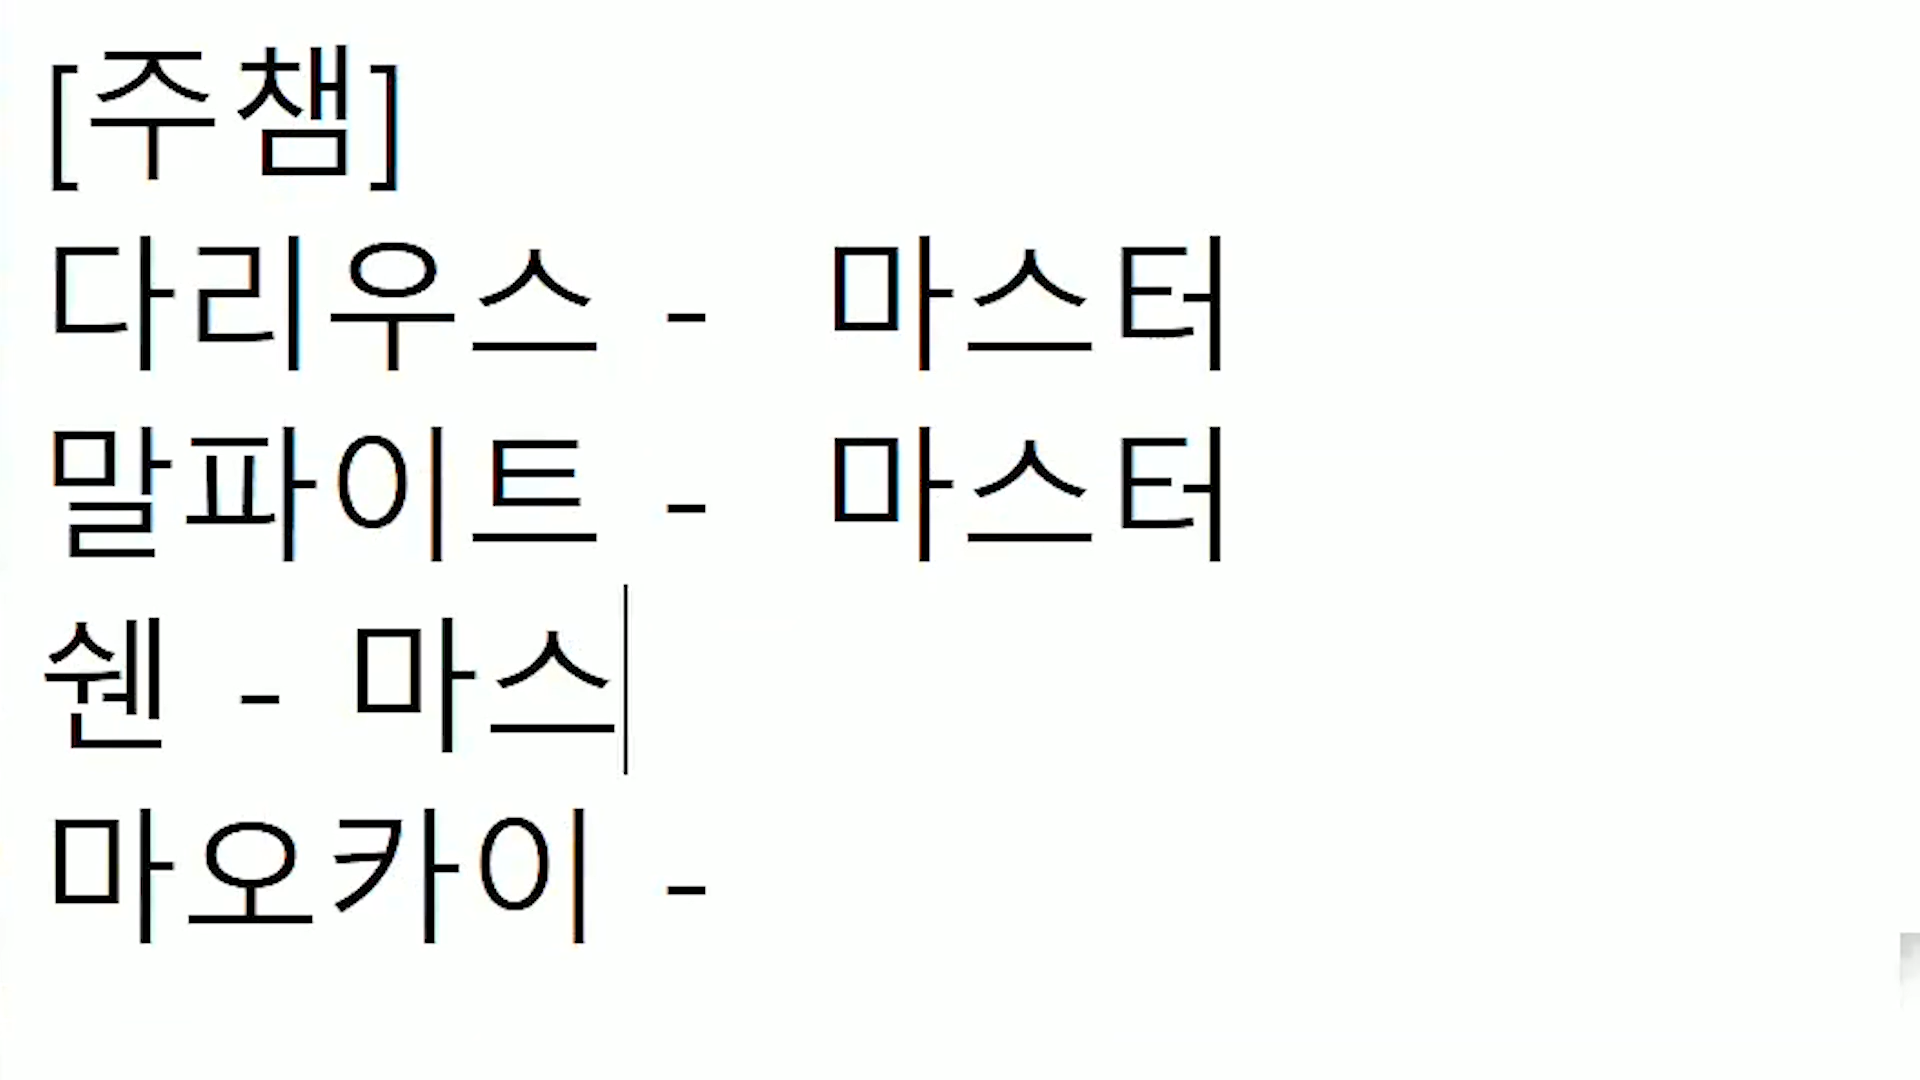 [주챔]
다리우스 - 마스터
말파이트 - 마스터
쉔 - 마스
마오카이 -